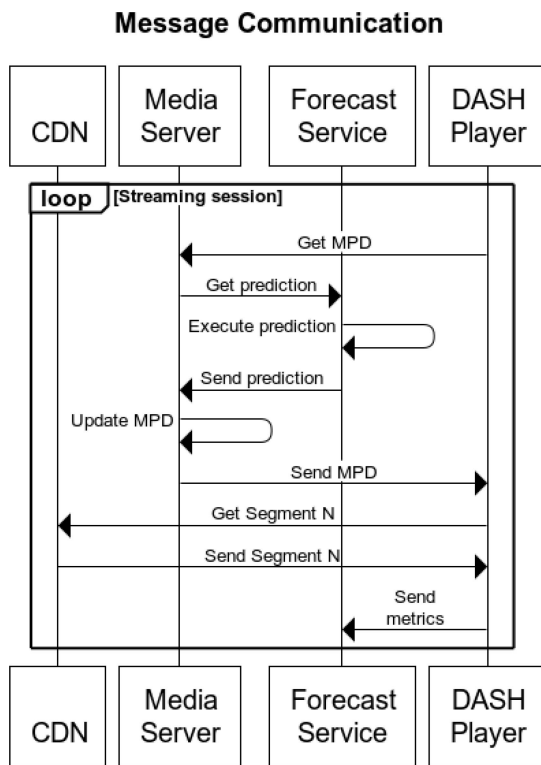 Message Communication
CDN
Media
Server
Forecast
Service
DASH
Player
loop
[Streaming session]
Get MPD
Get prediction
Execute prediction
Send prediction
Update MPD
Send MPD
Get Segment N
Send Segment N
Send
metrics
CDN
Media
Server
Forecast
Service
DASH
Player